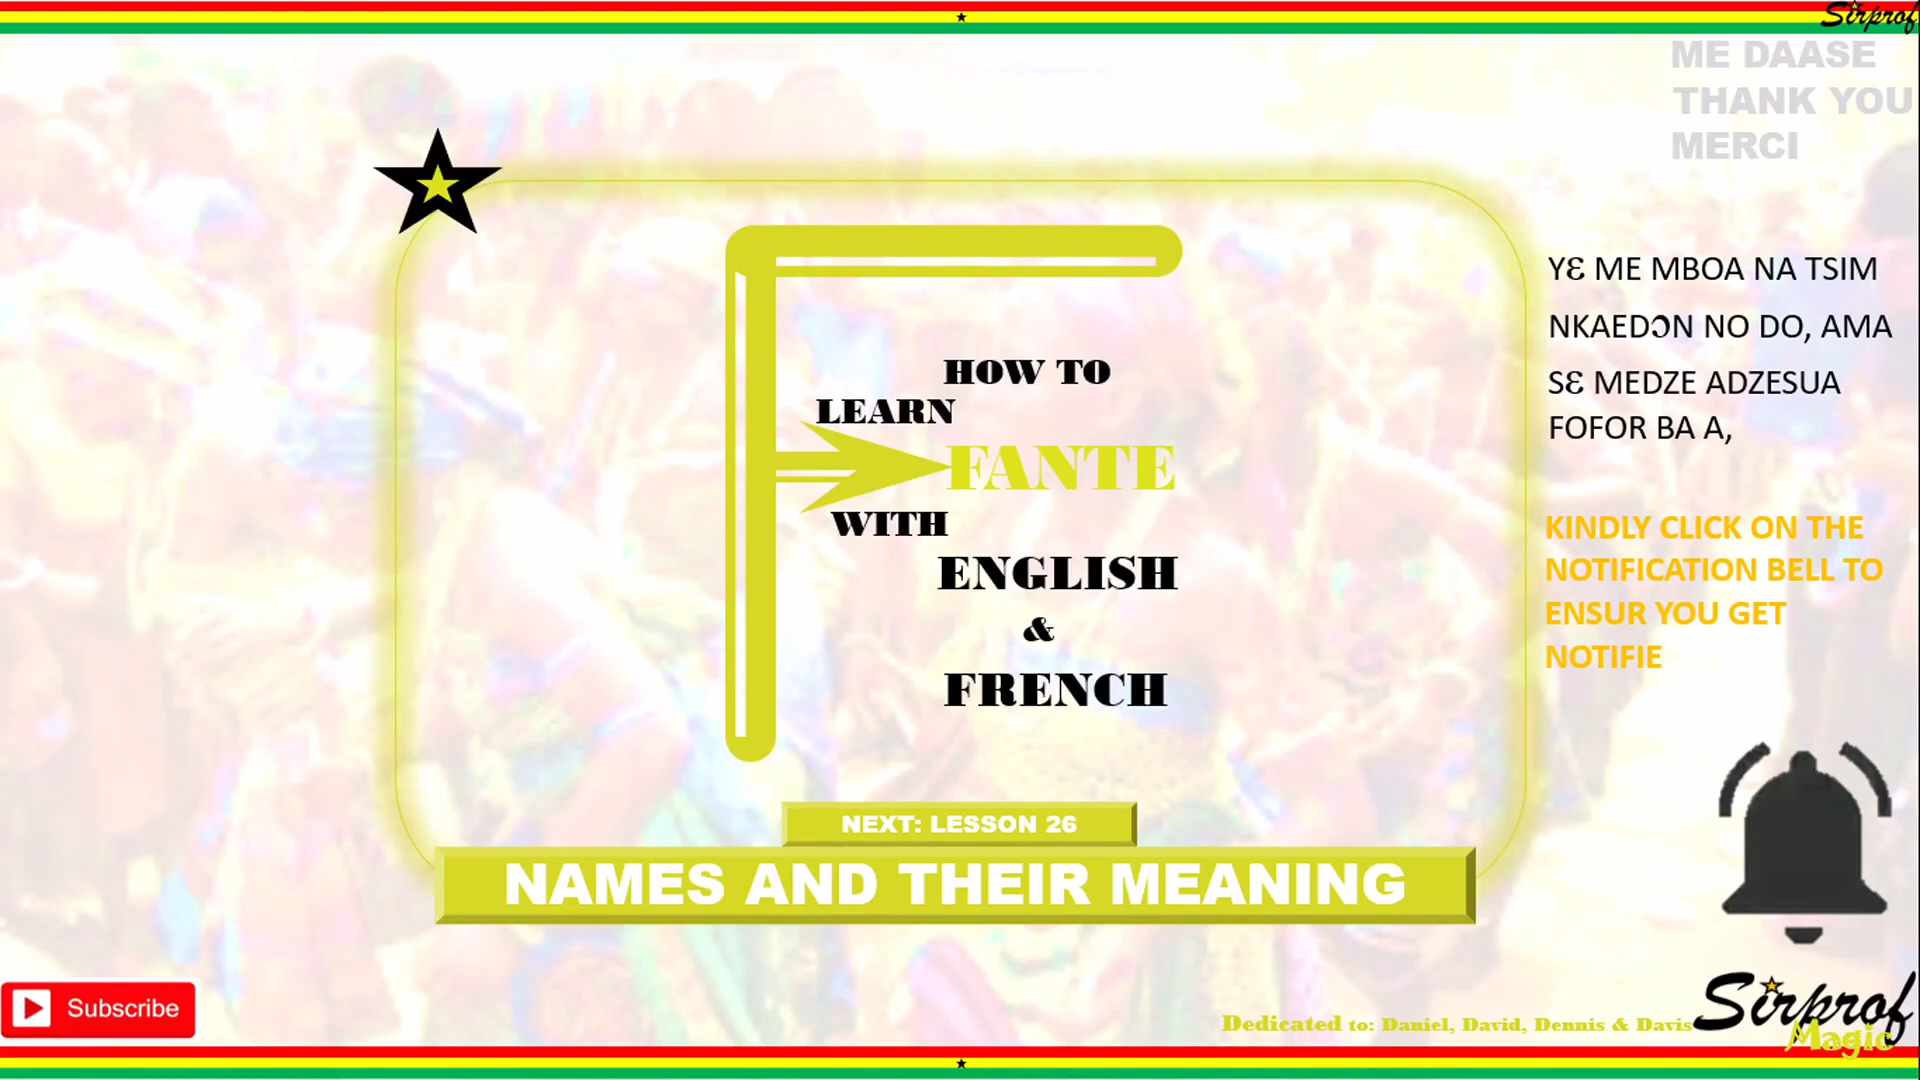 Sirprof
ME DAASE
THANK YOU
MERCI
HOW TO
LEARN
FANTE
WITH
ENGLISH
&
FRENCH
NEXT: LESSON 26
NAMES AND THEIR MEANING
YƐ ME MBOA NA TSIM
NKAEDƆN NO DO, AMA
SƐ MEDZE ADZESUA
FOFOR BA A,
KINDLY CLICK ON THE
NOTIFICATION BELL TO
ENSUR YOU GET
NOTIFIE
Subscribe
Dedicated to: Daniel, David, Dennis & Davis
Sirprof
Magic